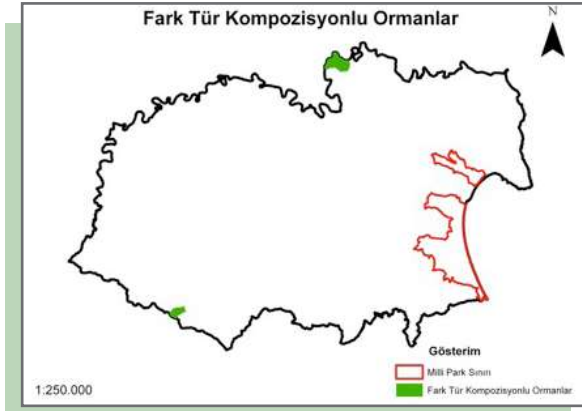 Fark Tür Kompozisyonlu Ormanlar
N
Gösterim
Milli Park Sınırı
Fark Tür Kompozisyonlu Ormanlar
1:250.000